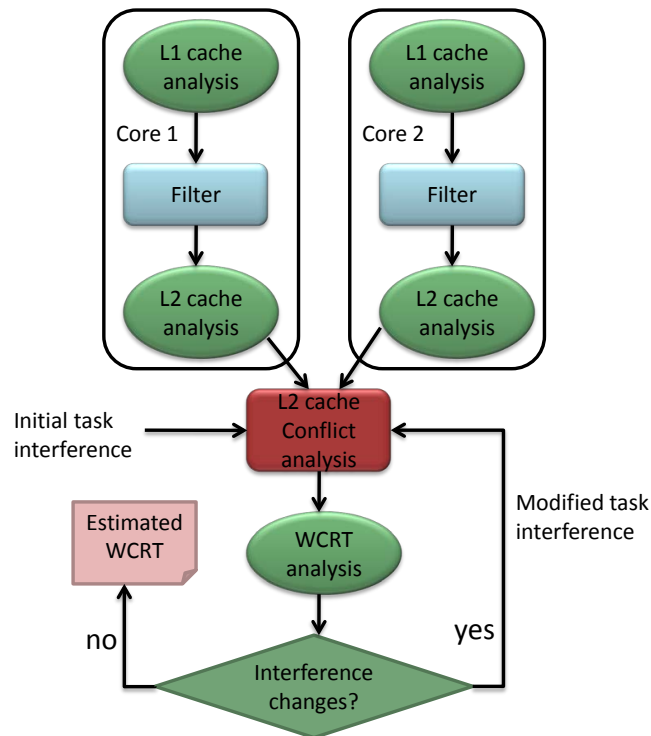 L1 cache
analysis
L1 cache
analysis
Core 1
Core 2
Filter
Filter
L2 cache
analysis
L2 cache
analysis
L2 cache
Conflict
analysis
Initial task
interference
Modified task
interference
Estimated
WCRT
WCRT
analysis
no
yes
Interference
changes?